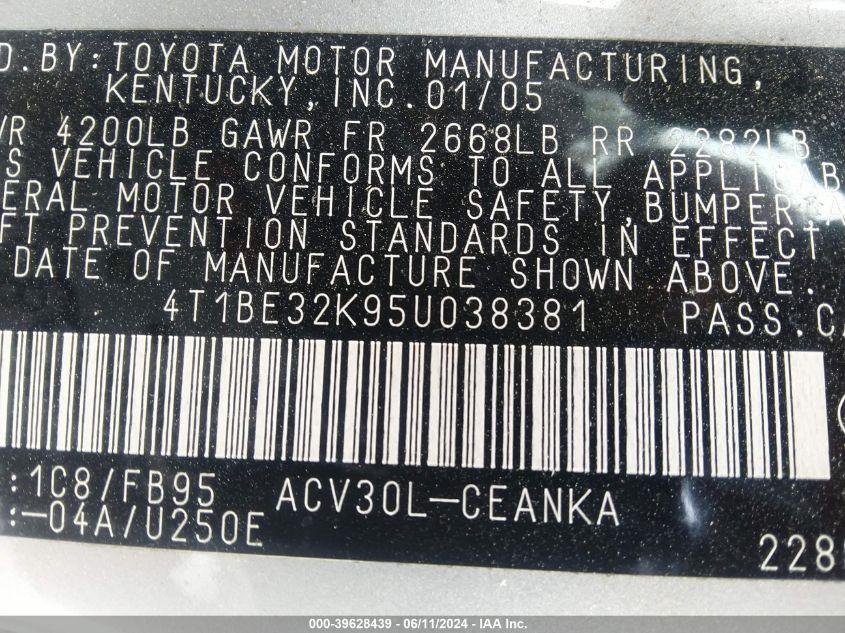 D.BY:TOYOTA MOTOR MANUFACTURING,
KENTUCKY,INC.01/05
VR 4200LB GAWR FR 2668LB RR 2282LB
S VEHICLE CONFORMS TO ALL APPLICAB
ERAL MOTOR VEHICLE SAFETY,BUMPER,A
FT PREVENTION STANDARDS IN EFFECT
DATE OF MANUFACTURE SHOWN ABOVE.
4T1BE32K95U038381 PASS.CA
:1C8/FB95 ACV30L-CEANKA
:-04A/U250E
228
000-39628439 - 06/11/2024 - IAA Inc.